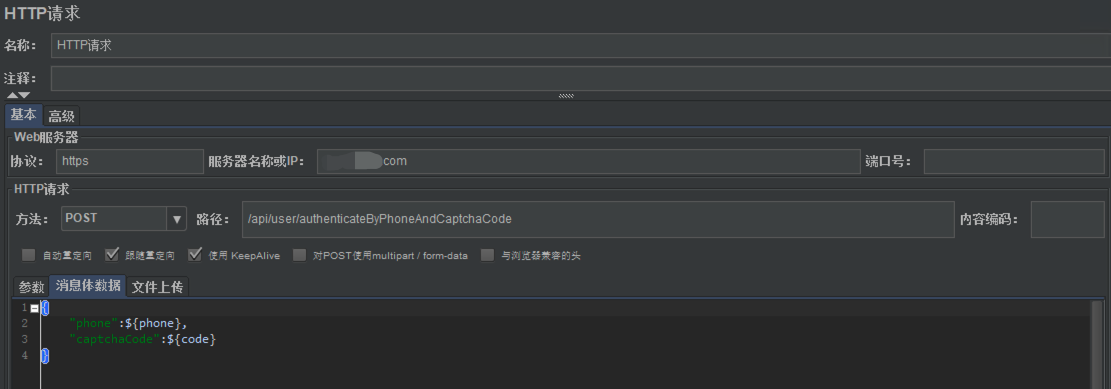 HTTP请求
名称： HTTP请求
注释：
基本 高级
Web服务器
协议： https 服务器名称或IP： com 端口号：
HTTP请求
方法： POST 路径： /api/user/authenticateByPhoneAndCaptchaCode 内容编码：
自动重定向 跟随重定向 使用 KeepAlive 对POST使用multipart / form-data 与浏览器兼容的头
参数 消息体数据 文件上传
1 {
2 "phone":${phone},
3 "captchaCode":${code}
4 }